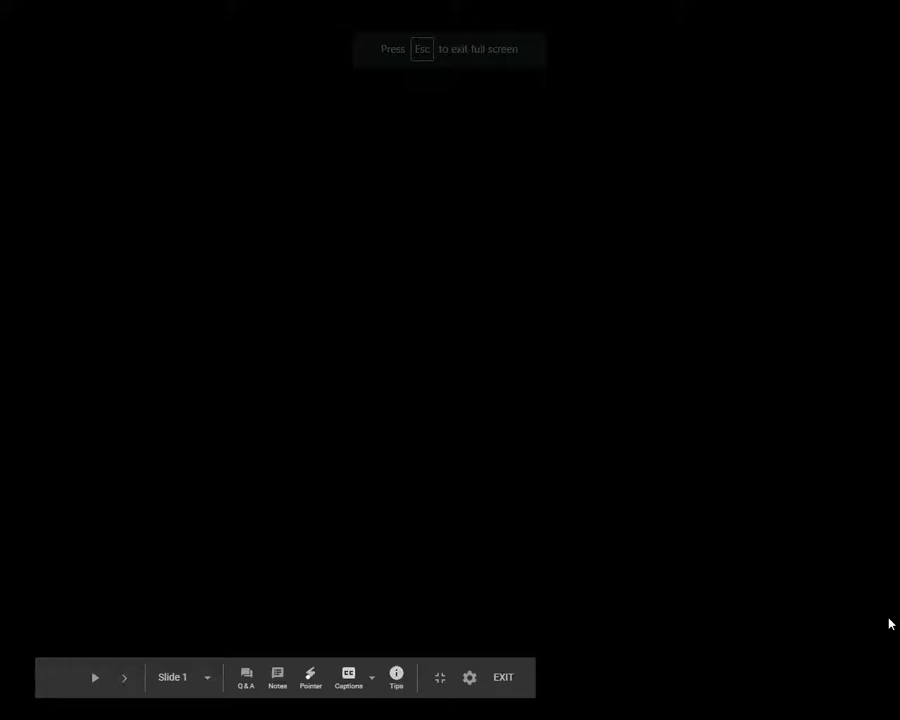 Press Esc to exit full screen
Slide 1
Q & A
Notes
Pointer
CC
Captions
Tips
EXIT